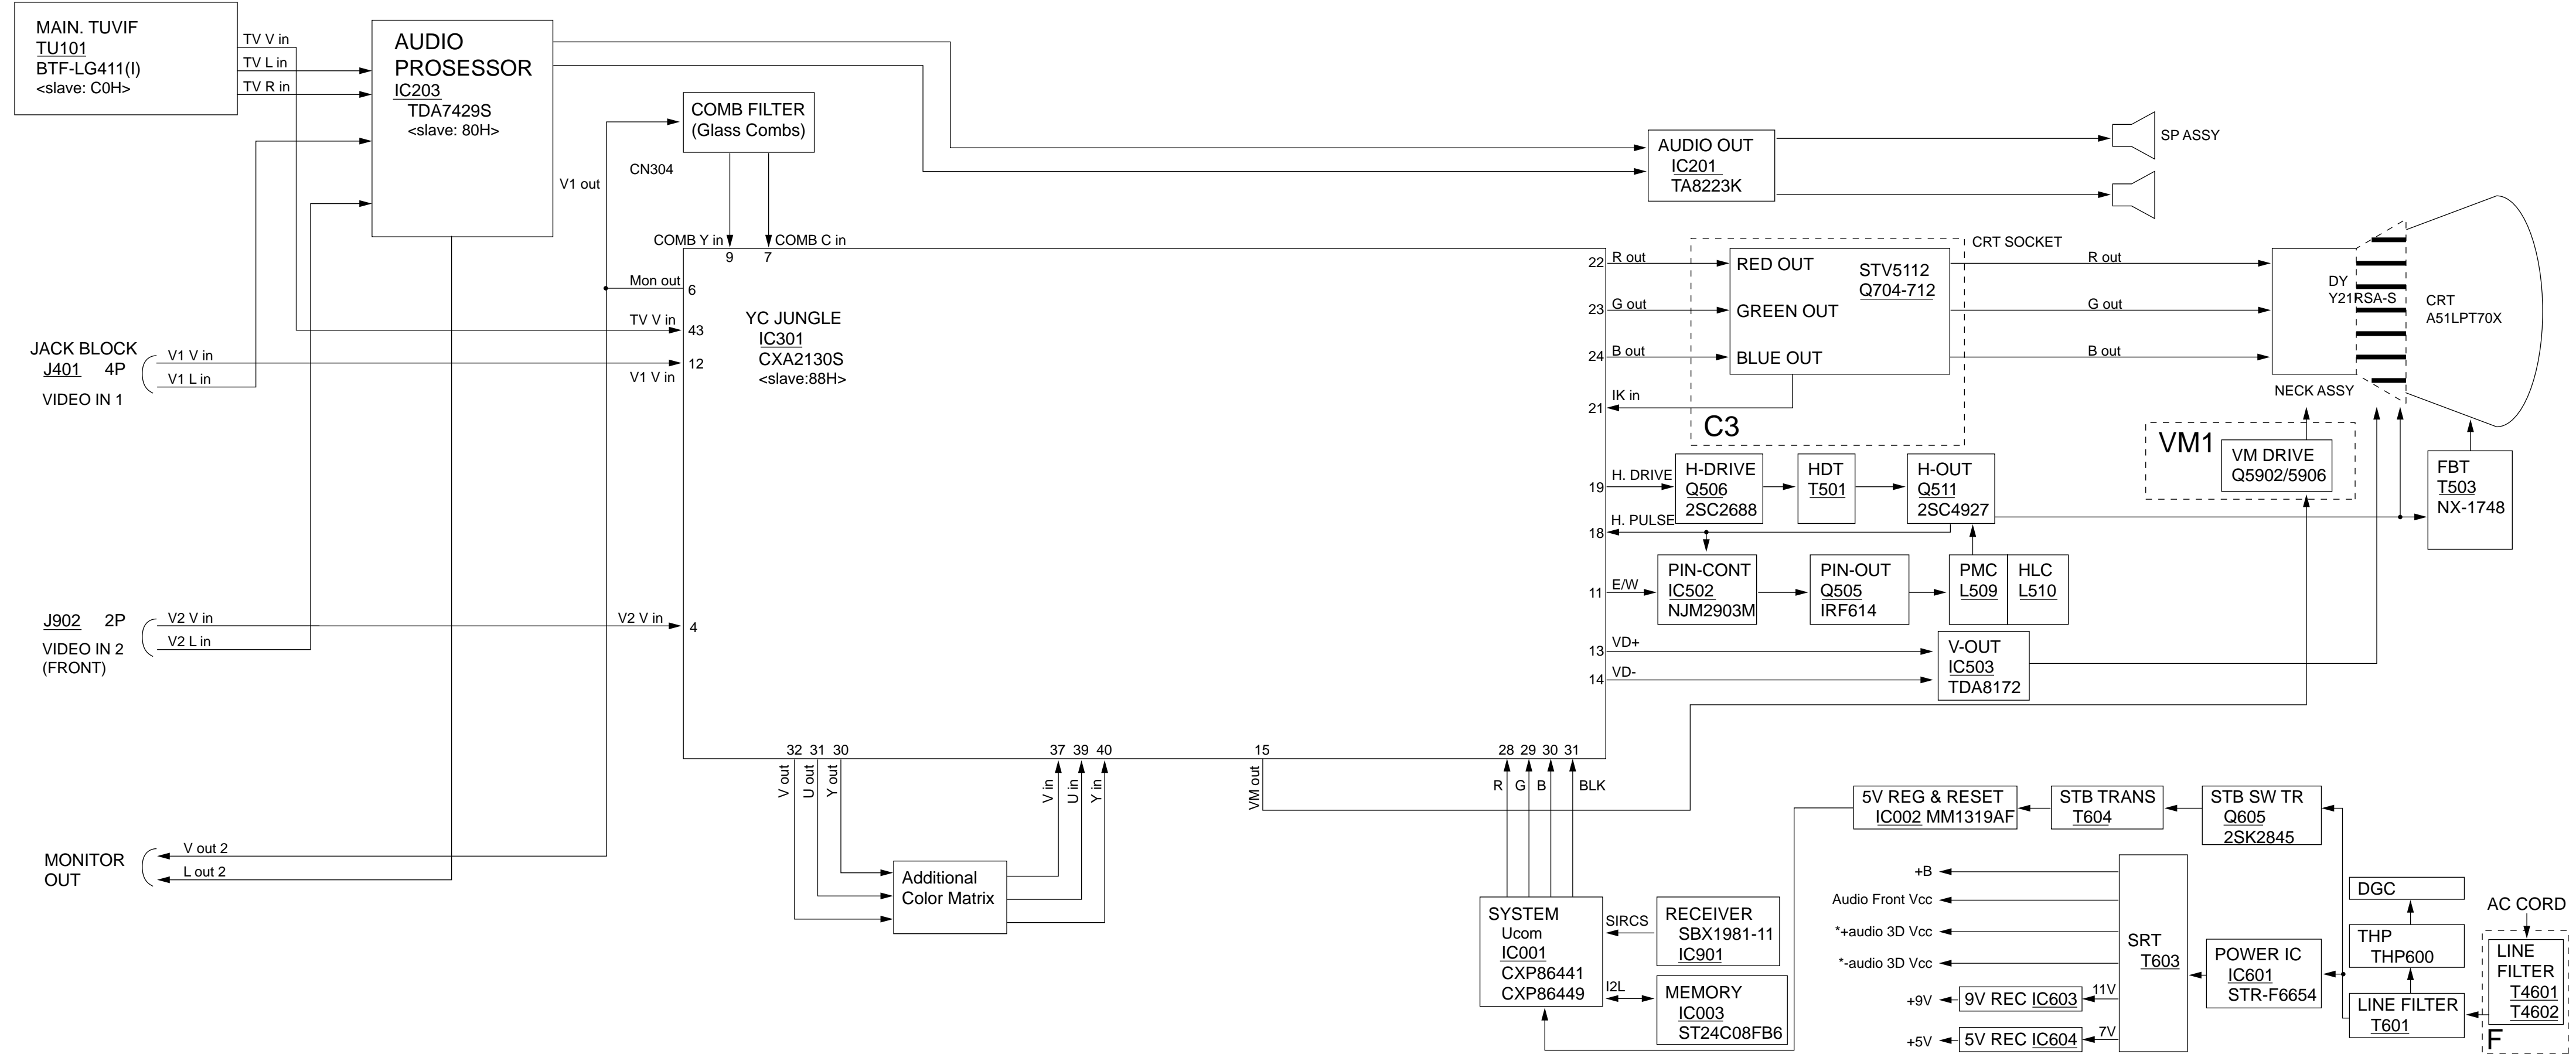 MAIN. TUVIF
TU101
BTF-LG411(I)
<slave: C0H>
TV V in
TV L in
TV R in
AUDIO
PROSESSOR
IC203
TDA7429S
<slave: 80H>
COMB FILTER
(Glass Combs)
CN304
V1 out
COMB Y in
COMB C in
9
7
AUDIO OUT
IC201
TA8223K
SP ASSY
Mon out
6
TV V in
43
12
V1 V in
YC JUNGLE
IC301
CXA2130S
<slave:88H>
JACK BLOCK
J401 4P
VIDEO IN 1
V1 V in
V1 L in
J902 2P
VIDEO IN 2
(FRONT)
V2 V in
V2 L in
V2 V in
4
MONITOR
OUT
V out 2
L out 2
22
R out
23
G out
24
B out
21
IK in
RED OUT
GREEN OUT
BLUE OUT
STV5112
Q704-712
C3
CRT SOCKET
R out
G out
B out
DY
Y21RSA-S
CRT
A51LPT70X
NECK ASSY
VM1
VM DRIVE
Q5902/5906
FBT
T503
NX-1748
19
H. DRIVE
H-DRIVE
Q506
2SC2688
HDT
T501
H-OUT
Q511
2SC4927
18
H. PULSE
11
E/W
PIN-CONT
IC502
NJM2903M
PIN-OUT
Q505
IRF614
PMC
L509
HLC
L510
13
VD+
14
VD-
V-OUT
IC503
TDA8172
32 31 30
V out
U out
Y out
37 39 40
V in
U in
Y in
Additional
Color Matrix
15
VM out
28 29 30 31
R
G
B
BLK
SYSTEM
Ucom
IC001
CXP86441
CXP86449
SIRCS
RECEIVER
SBX1981-11
IC901
I2L
MEMORY
IC003
ST24C08FB6
5V REG & RESET
IC002 MM1319AF
STB TRANS
T604
STB SW TR
Q605
2SK2845
+B
Audio Front Vcc
*+audio 3D Vcc
*-audio 3D Vcc
+9V
9V REC IC603
11V
+5V
5V REC IC604
7V
SRT
T603
POWER IC
IC601
STR-F6654
DGC
THP
THP600
LINE FILTER
T601
AC CORD
LINE
FILTER
T4601
T4602
F